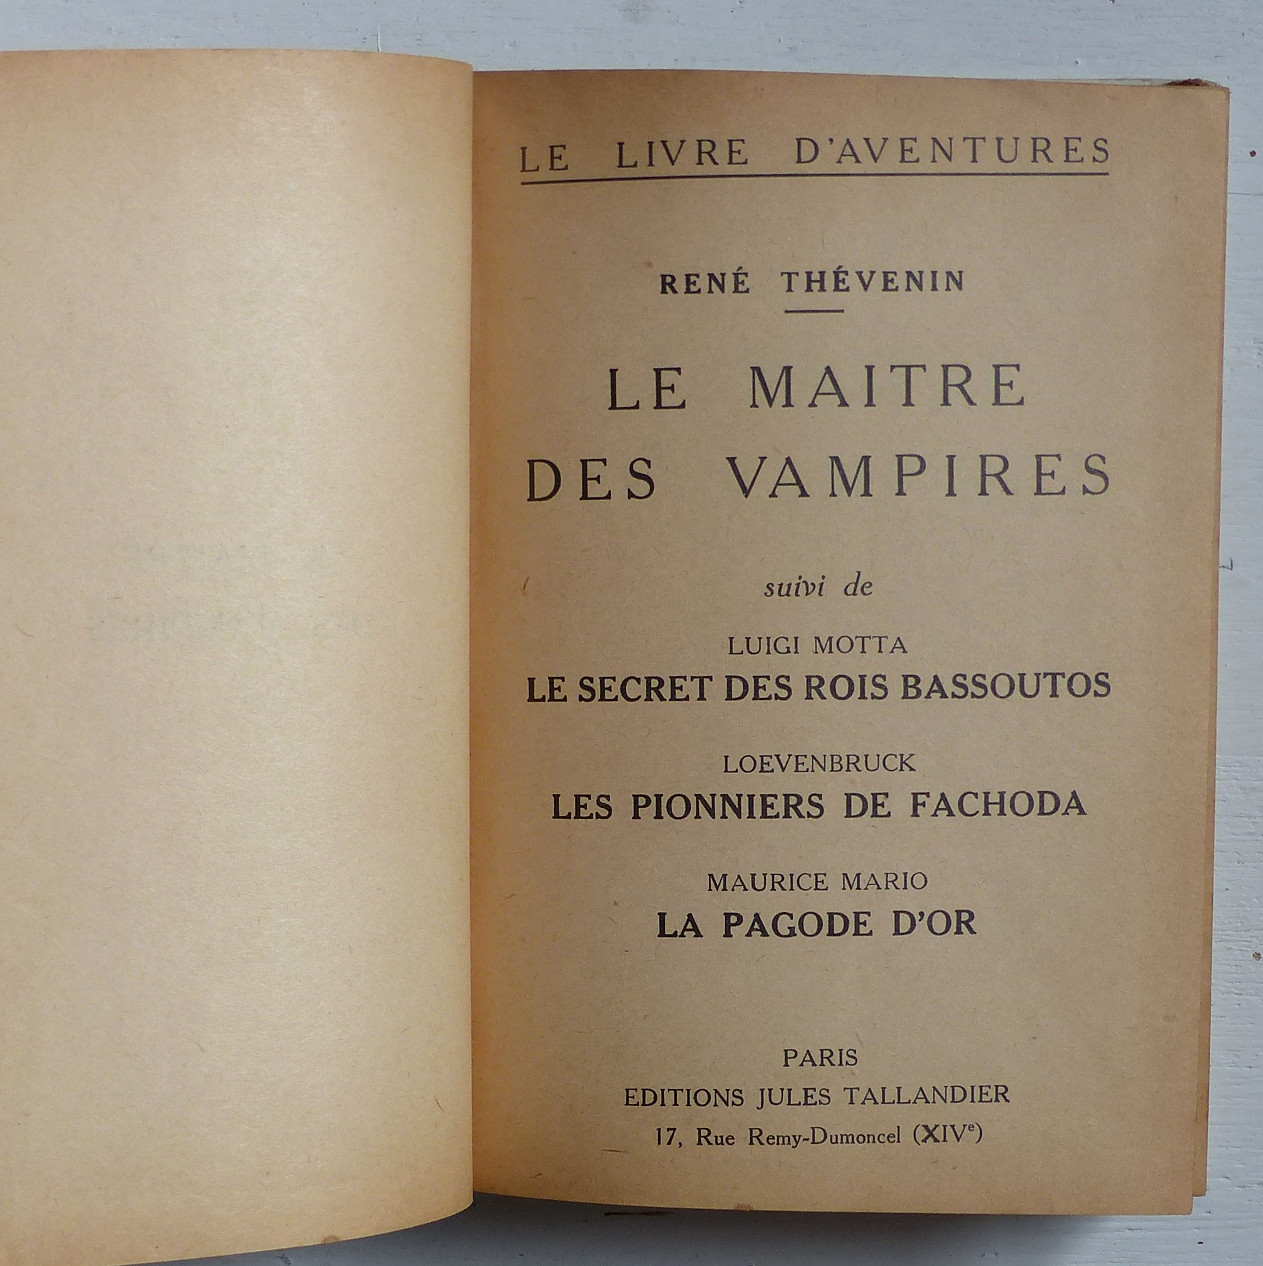 LE LIVRE D'AVENTURES
RENÉ THÉVENIN
LE MAITRE
DES VAMPIRES
suivi de
LUIGI MOTTA
LE SECRET DES ROIS BASSOUTOS
LOEVENBRUCK
LES PIONNIERS DE FACHODA
MAURICE MARIO
LA PAGODE D'OR
PARIS
EDITIONS JULES TALLANDIER
17, Rue Remy-Dumoncel (XIVe)